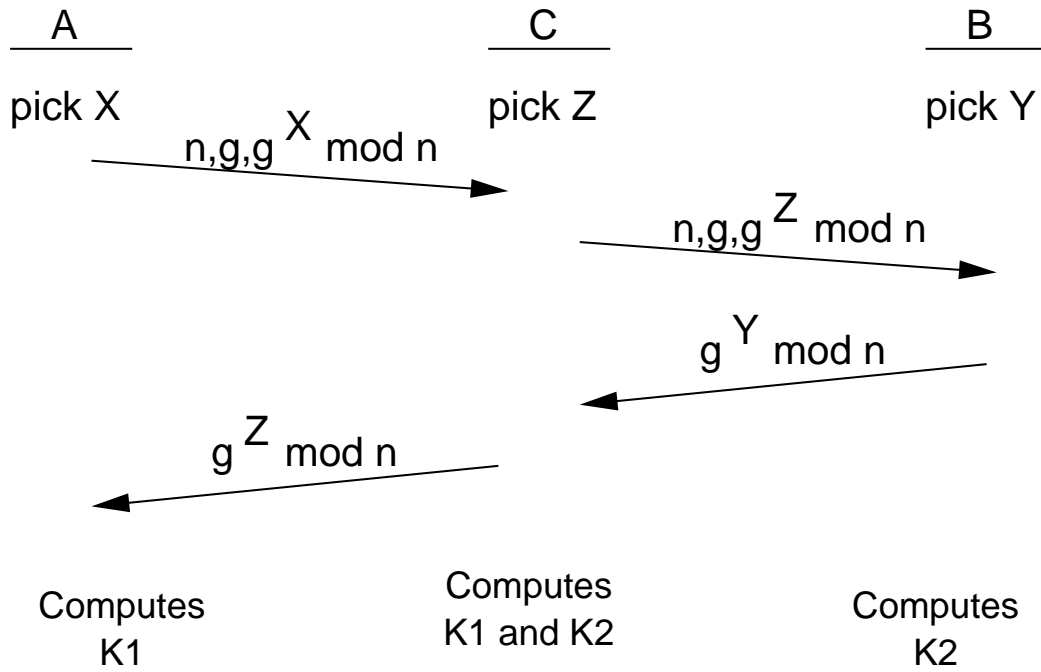 A
C
B
pick X
pick Z
pick Y
n,g,g X mod n
n,g,g Z mod n
g Y mod n
g Z mod n
Computes
K1
Computes
K1 and K2
Computes
K2